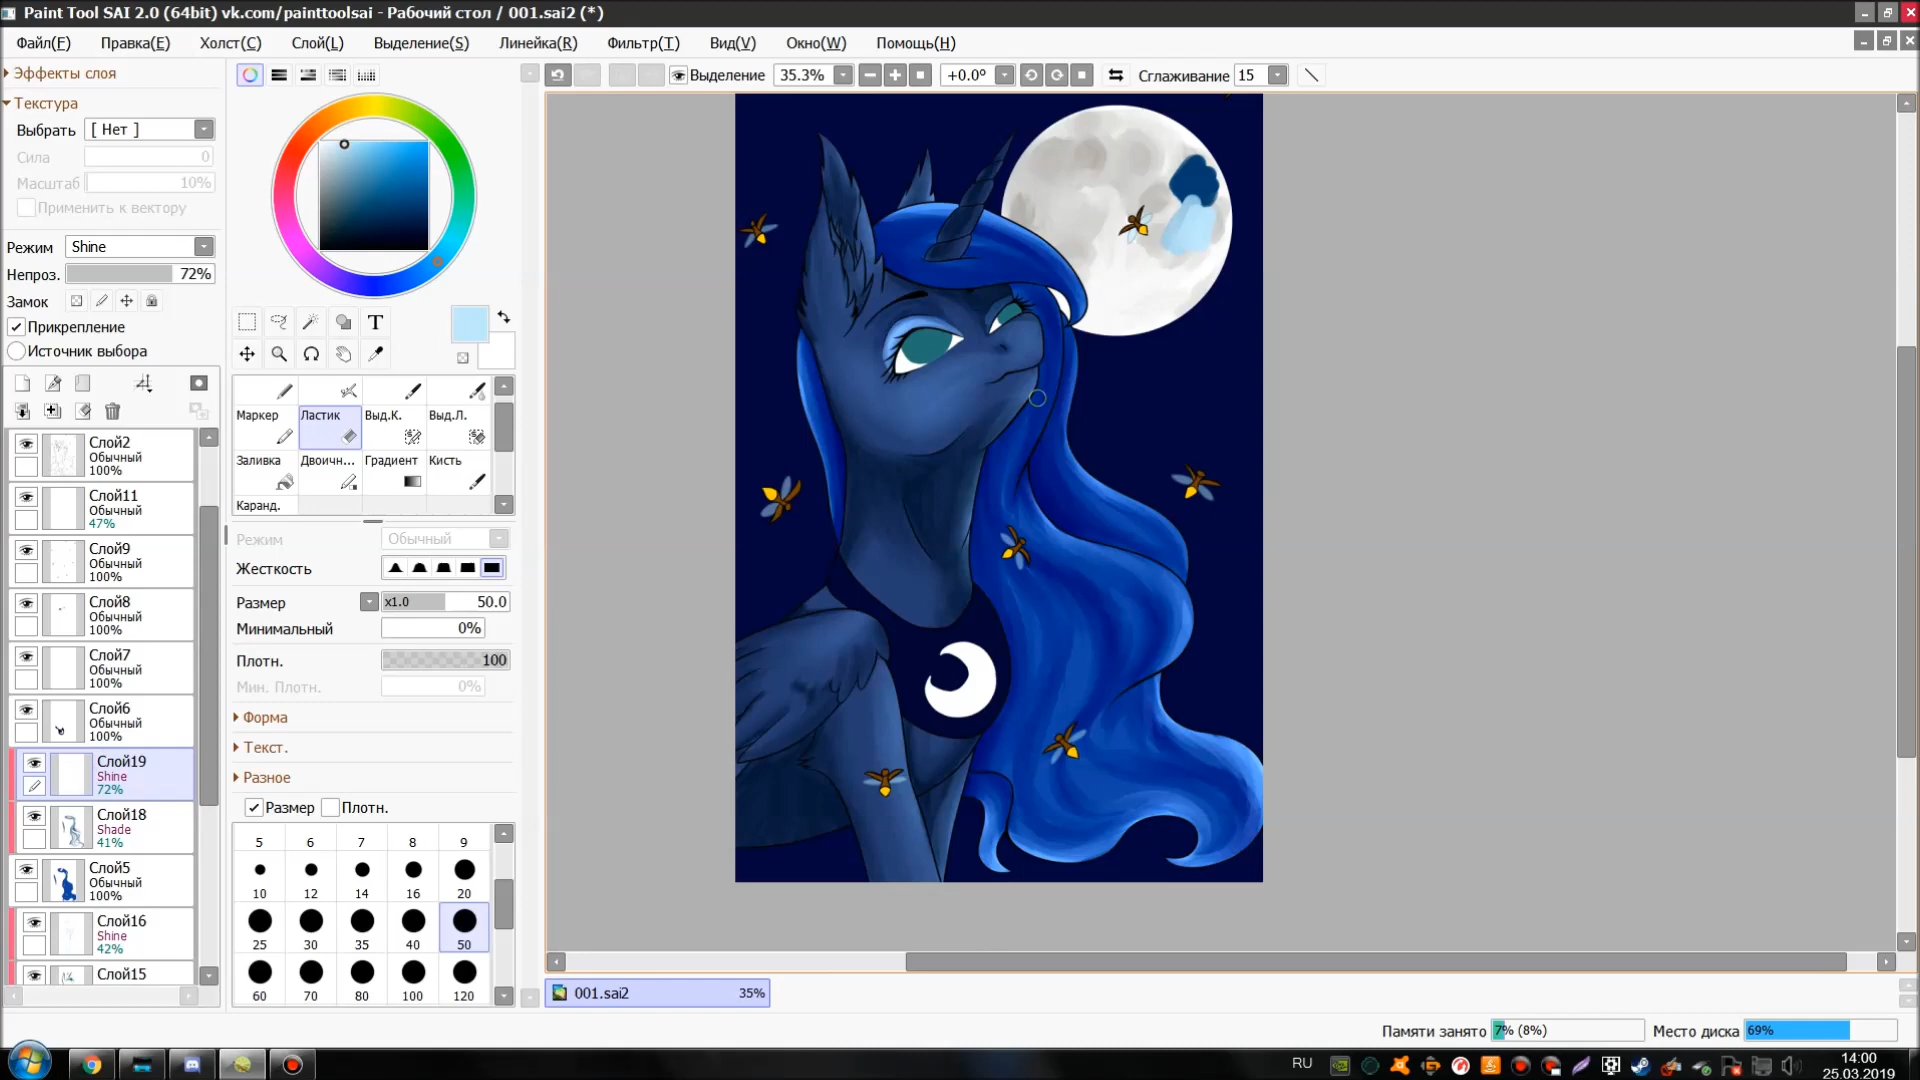 Paint Tool SAI 2.0 (64bit) vk.com/painttoolsai - Рабочий стол / 001.sai2 (*)
Файл(F) Правка(E) Холст(C) Слой(L) Выделение(S) Линейка(R) Фильтр(T) Вид(V) Окно(W) Помощь(H)
Эффекты слоя
Текстура
Выбрать [ Нет ]
Сила 0
Масштаб 10%
Применить к вектору
Режим Shine
Непроз. 72%
Замок
Прикрепление
Источник выбора
Слой2
Обычный
100%
Слой11
Обычный
47%
Слой9
Обычный
100%
Слой8
Обычный
100%
Слой7
Обычный
100%
Слой6
Обычный
100%
Слой19
Shine
72%
Слой18
Shade
41%
Слой5
Обычный
100%
Слой16
Shine
42%
Слой15
T
Маркер Ластик Выд.К. Выд.Л.
Заливка Двоичн... Градиент Кисть
Каранд.
Режим Обычный
Жесткость
Размер x1.0 50.0
Минимальный 0%
Плотн. 100
Мин. Плотн. 0%
Форма
Текст.
Разное
Размер Плотн.
5 6 7 8 9
10 12 14 16 20
25 30 35 40 50
60 70 80 100 120
Выделение 35.3% +0.0° Сглаживание 15
001.sai2 35%
Памяти занято 7% (8%) Место диска 69%
RU
14:00
25.03.2019